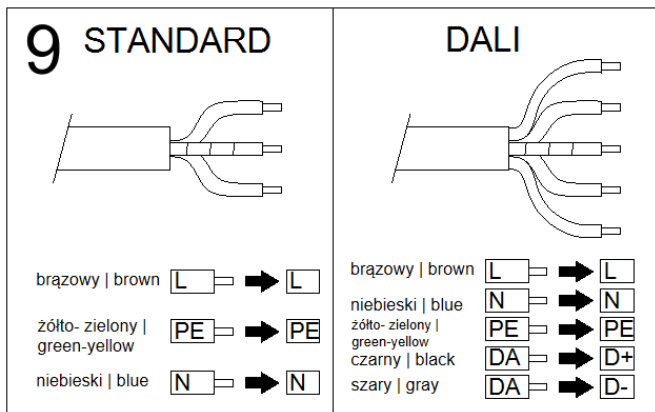 9 STANDARD
brązowy | brown L L
żółto- zielony |
green-yellow PE PE
niebieski | blue N N
DALI
brązowy | brown L L
niebieski | blue N N
żółto- zielony |
green-yellow PE PE
czarny | black DA D+
szary | gray DA D-